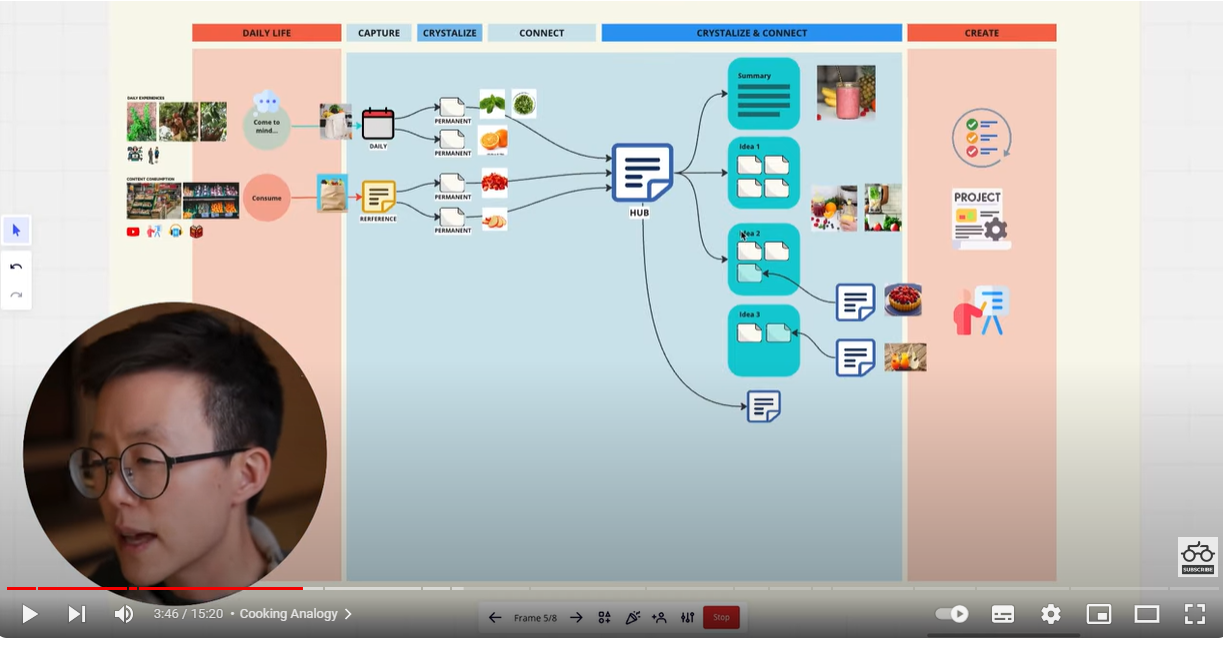 DAILY LIFE
CAPTURE
CRYSTALIZE
CONNECT
CRYSTALIZE & CONNECT
CREATE
DAILY EXPERIENCES
Come to
mind...
DAILY
PERMANENT
PERMANENT
CONTENT CONSUMPTION
Consume
REFERENCE
PERMANENT
PERMANENT
HUB
Summary
Idea 1
Idea 2
Idea 3
PROJECT
SUBSCRIBE
3:46 / 15:20 • Cooking Analogy
Frame 5/8
Stop